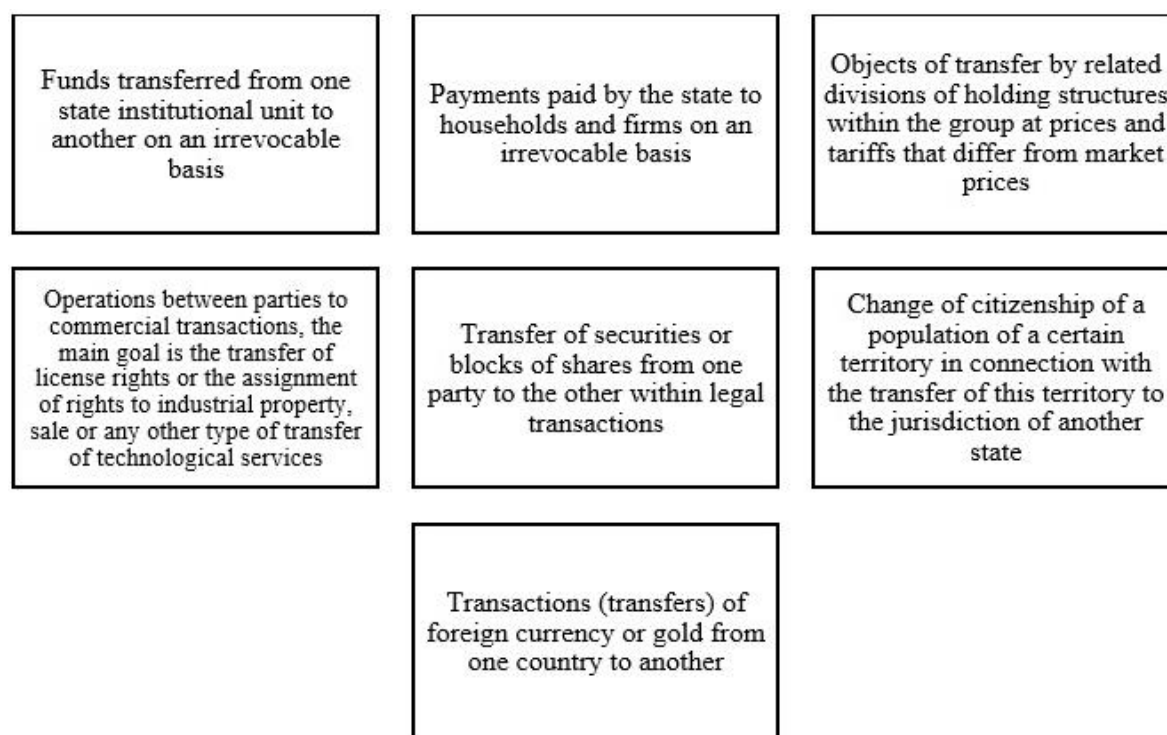 Funds transferred from one
state institutional unit to
another on an irrevocable
basis
Payments paid by the state to
households and firms on an
irrevocable basis
Objects of transfer by related
divisions of holding structures
within the group at prices and
tariffs that differ from market
prices
Operations between parties to
commercial transactions, the
main goal is the transfer of
license rights or the assignment
of rights to industrial property,
sale or any other type of transfer
of technological services
Transfer of securities or
blocks of shares from one
party to the other within legal
transactions
Change of citizenship of a
population of a certain
territory in connection with
the transfer of this territory to
the jurisdiction of another
state
Transactions (transfers) of
foreign currency or gold from
one country to another